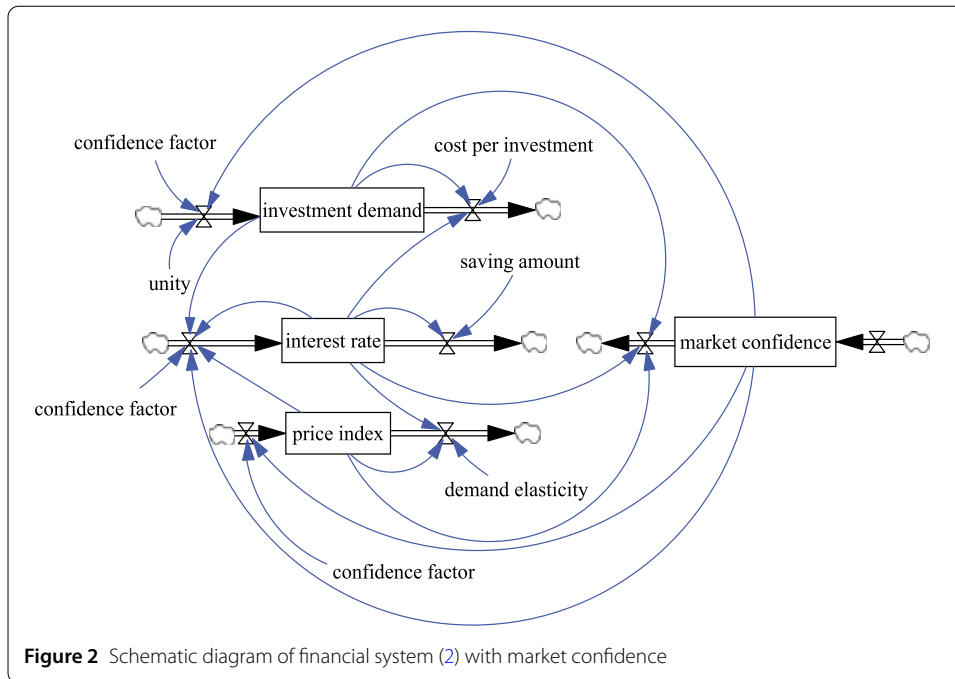 confidence factor
cost per investment
investment demand
unity
saving amount
interest rate
market confidence
confidence factor
price index
demand elasticity
confidence factor
Figure 2 Schematic diagram of financial system (2) with market confidence